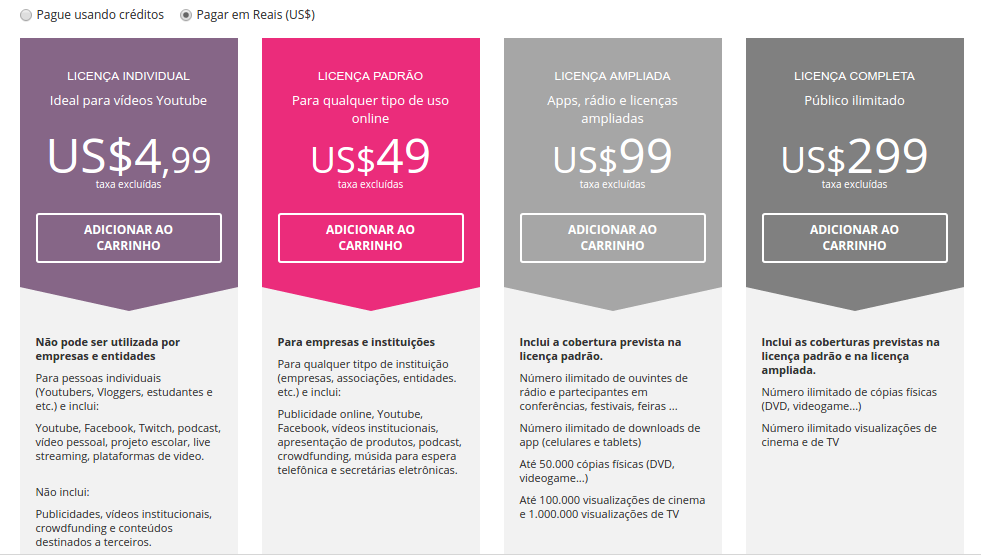 Pague usando créditos Pagar em Reais (US$)
LICENÇA INDIVIDUAL
Ideal para vídeos Youtube
US$4,99
taxa excluídas
ADICIONAR AO
CARRINHO
Não pode ser utilizada por
empresas e entidades
Para pessoas individuais
(Youtubers, Vloggers, estudantes e
etc.) e inclui:
Youtube, Facebook, Twitch, podcast,
vídeo pessoal, projeto escolar, live
streaming, plataformas de video.
Não inclui:
Publicidades, vídeos institucionais,
crowdfunding e conteúdos
destinados a terceiros.
LICENÇA PADRÃO
Para qualquer tipo de uso
online
US$49
taxa excluídas
ADICIONAR AO
CARRINHO
Para empresas e instituições
Para qualquer titpo de instituição
(empresas, associações, entidades.
etc.) e inclui:
Publicidade online, Youtube,
Facebook, vídeos institucionais,
apresentação de produtos, podcast,
crowdfunding, músida para espera
telefônica e secretárias eletrônicas.
LICENÇA AMPLIADA
Apps, rádio e licenças
ampliadas
US$99
taxa excluídas
ADICIONAR AO
CARRINHO
Inclui a cobertura prevista na
licença padrão.
Número ilimitado de ouvintes de
rádio e partecipantes em
conferências, festivais, feiras ...
Número ilimitado de downloads de
app (celulares e tablets)
Até 50.000 cópias físicas (DVD,
videogame...)
Até 100.000 visualizações de cinema
e 1.000.000 visualizações de TV
LICENÇA COMPLETA
Público ilimitado
US$299
taxa excluídas
ADICIONAR AO
CARRINHO
Inclui as coberturas previstas na
licença padrão e na licença
ampliada.
Número ilimitado de cópias físicas
(DVD, videogame...)
Número ilimitado visualizações de
cinema e de TV